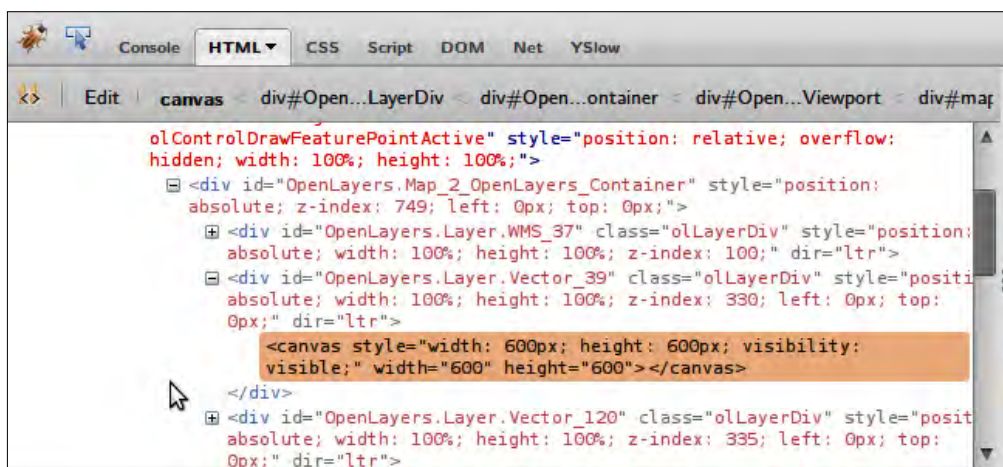 Console HTML CSS Script DOM Net YSlow
Edit canvas < div#Open...LayerDiv < div#Open...ontainer < div#Open...Viewport < div#map
olControlDrawFeaturePointActive" style="position: relative; overflow:
hidden; width: 100%; height: 100%;">
<div id="OpenLayers.Map_2_OpenLayers_Container" style="position:
absolute; z-index: 749; left: 0px; top: 0px;">
<div id="OpenLayers.Layer.WMS_37" class="olLayerDiv" style="position:
absolute; width: 100%; height: 100%; z-index: 100;" dir="ltr">
<div id="OpenLayers.Layer.Vector_39" class="olLayerDiv" style="positi
absolute; width: 100%; height: 100%; z-index: 330; left: 0px; top:
0px;" dir="ltr">
<canvas style="width: 600px; height: 600px; visibility:
visible;" width="600" height="600"></canvas>
</div>
<div id="OpenLayers.Layer.Vector_120" class="olLayerDiv" style="posit
absolute; width: 100%; height: 100%; z-index: 335; left: 0px; top:
0px;" dir="ltr">